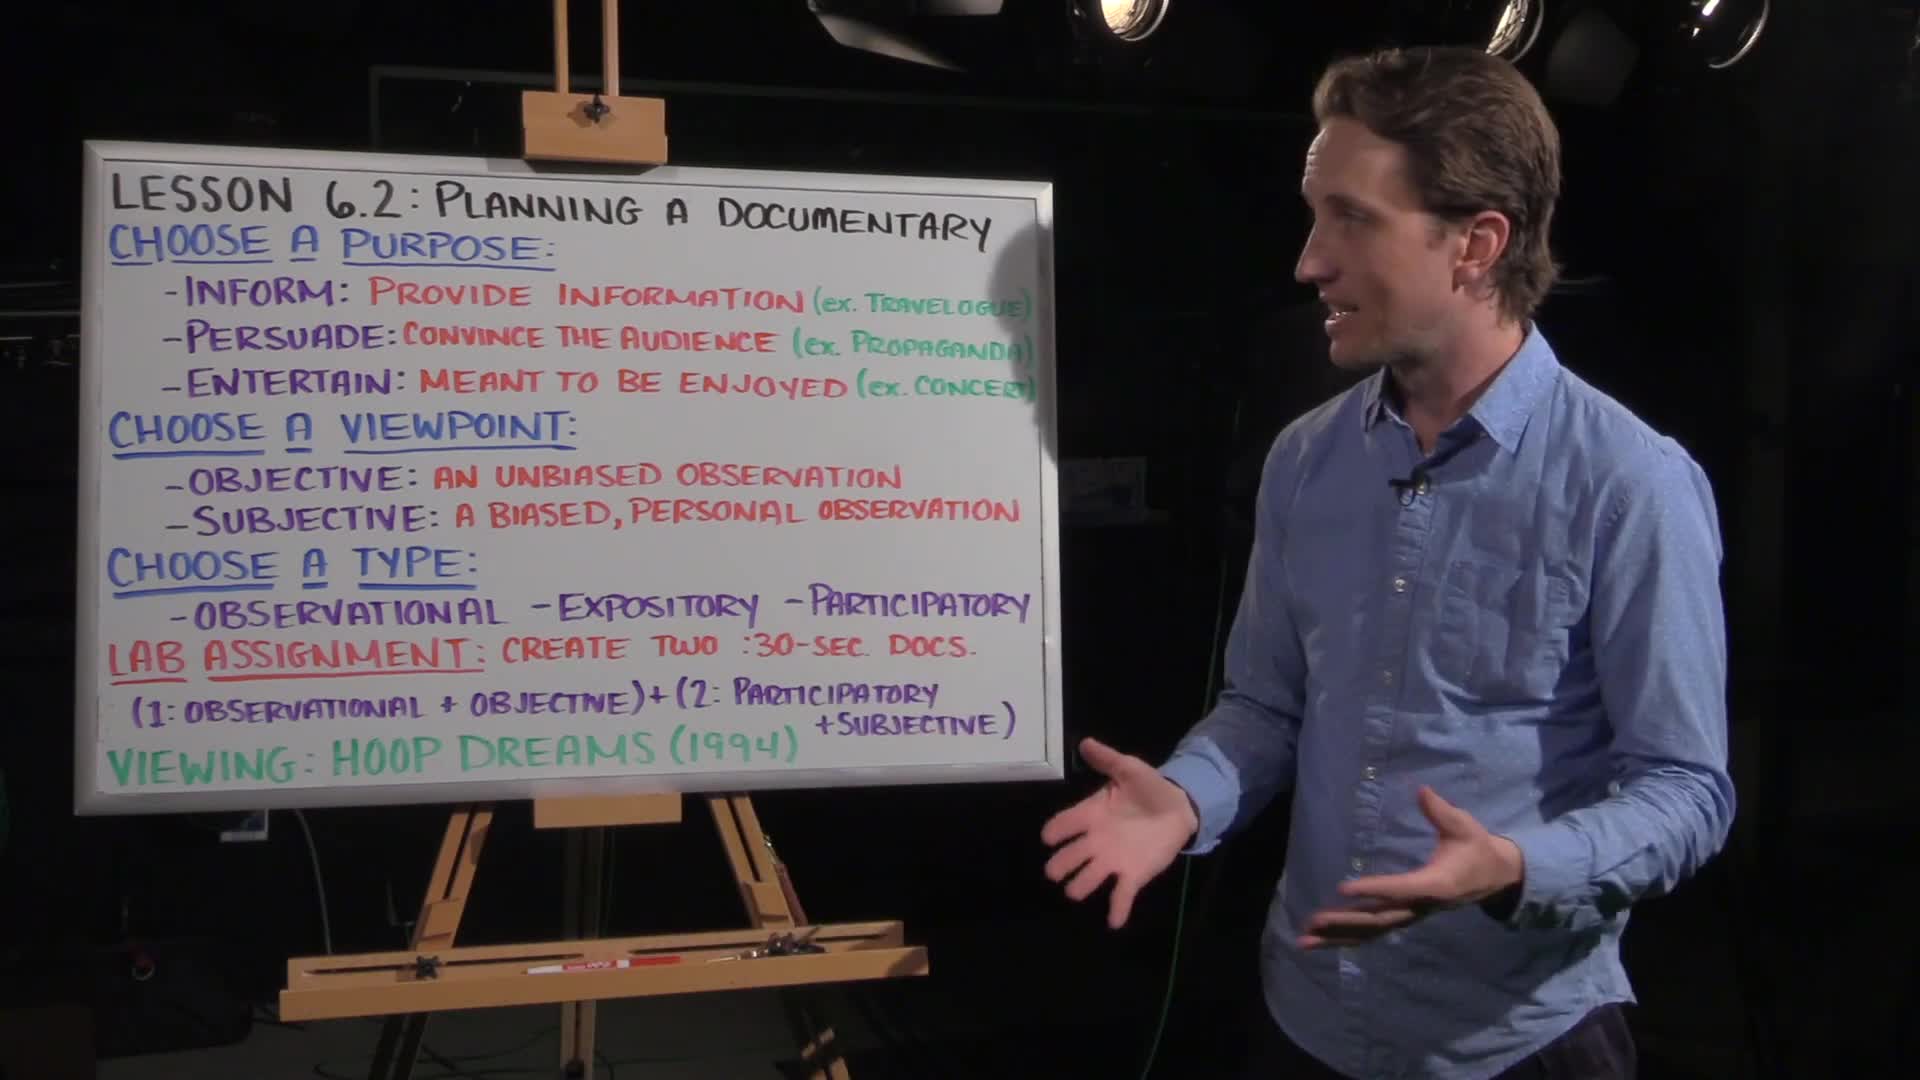 LESSON 6.2: PLANNING A DOCUMENTARY
CHOOSE A PURPOSE:
-INFORM: PROVIDE INFORMATION (ex. TRAVELOGUE)
-PERSUADE: CONVINCE THE AUDIENCE (ex. PROPAGANDA)
-ENTERTAIN: MEANT TO BE ENJOYED (ex. CONCERT)
CHOOSE A VIEWPOINT:
-OBJECTIVE: AN UNBIASED OBSERVATION
-SUBJECTIVE: A BIASED, PERSONAL OBSERVATION
CHOOSE A TYPE:
-OBSERVATIONAL -EXPOSITORY -PARTICIPATORY
LAB ASSIGNMENT: CREATE TWO :30-SEC. DOCS.
(1: OBSERVATIONAL + OBJECTIVE)+(2: PARTICIPATORY
+SUBJECTIVE)
VIEWING: HOOP DREAMS (1994)